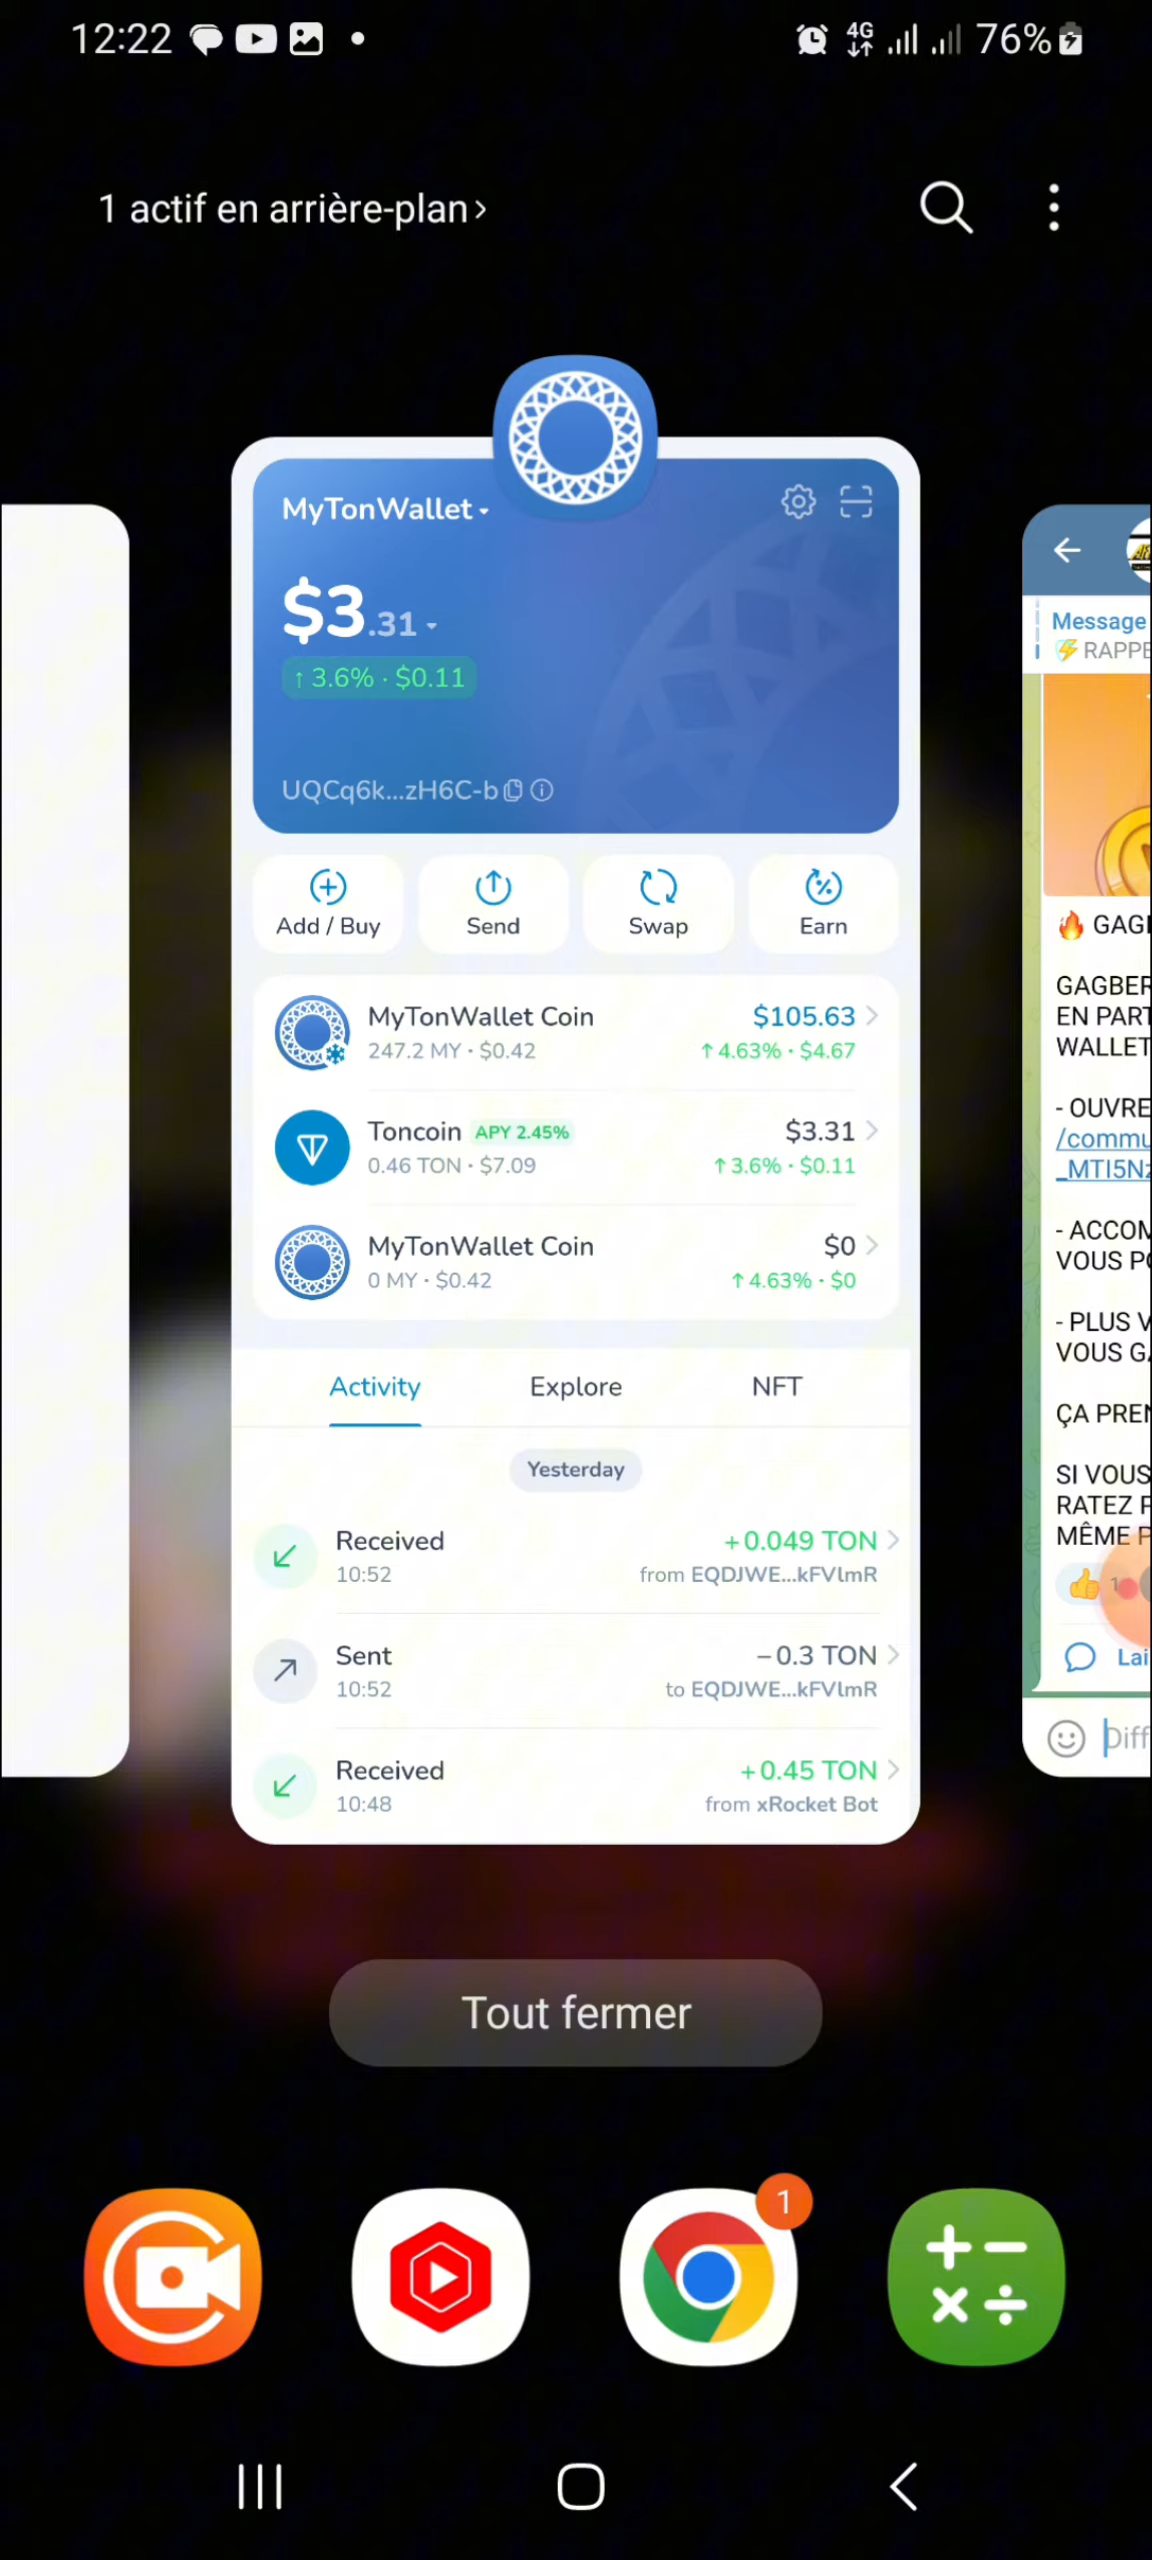 12:22
4G
76%
1 actif en arrière-plan
MyTonWallet
$3.31
↑ 3.6% · $0.11
UQCq6k...zH6C-b
Add / Buy
Send
Swap
Earn
MyTonWallet Coin
$105.63
247.2 MY • $0.42
↑ 4.63% • $4.67
Toncoin
APY 2.45%
$3.31
0.46 TON • $7.09
↑ 3.6% • $0.11
MyTonWallet Coin
$0
0 MY • $0.42
↑ 4.63% • $0
Activity
Explore
NFT
Yesterday
Received
+0.049 TON
10:52
from EQDJWE...kFVlmR
Sent
–0.3 TON
10:52
to EQDJWE...kFVlmR
Received
+0.45 TON
10:48
from xRocket Bot
Message
RAPPE
GAG
GAGBER
EN PART
WALLET
- OUVRE
/commu
_MTI5Nz
- ACCOM
VOUS P
- PLUS V
VOUS G
ÇA PRE
SI VOUS
RATEZ
MÊME P
1
Lai
Diff
Tout fermer
1